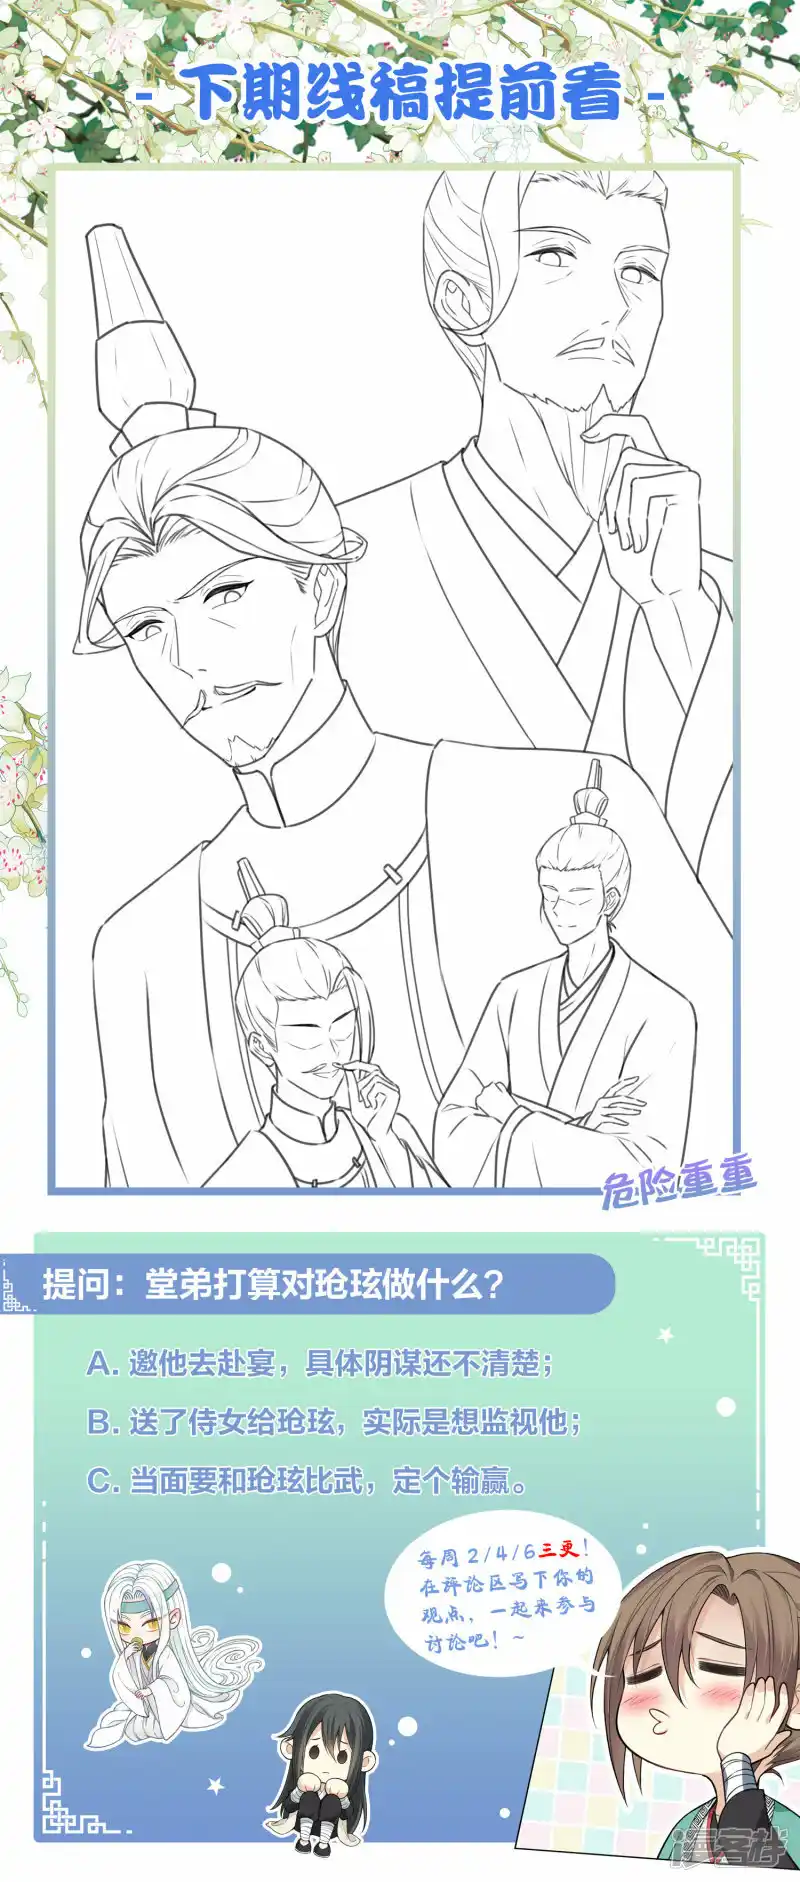 - 下期线稿提前看 -
危险重重
提问：堂弟打算对玱玹做什么？
A. 邀他去赴宴，具体阴谋还不清楚；
B. 送了侍女给玱玹，实际是想监视他；
C. 当面要和玱玹比武，定个输赢。
每周 2/4/6三更!
在评论区写下你的
观点，一起来参与
讨论吧! ~
漫客栈